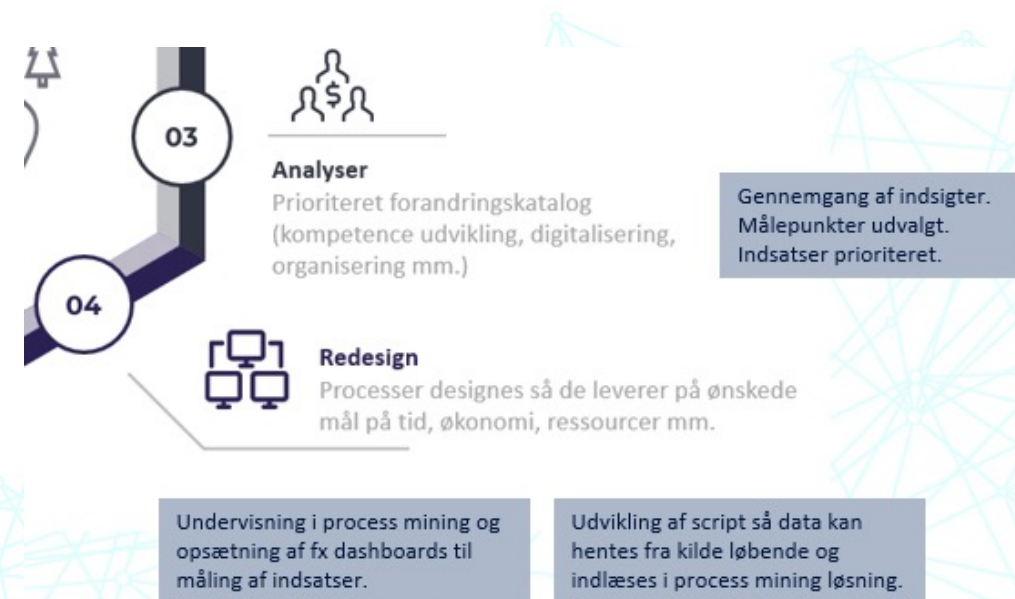 03
Analyser
Prioriteret forandringskatalog
(kompetence udvikling, digitalisering,
organisering mm.)
Gennemgang af indsigter.
Målepunkter udvalgt.
Indsatser prioriteret.
04
Redesign
Processer designes så de leverer på ønskede
mål på tid, økonomi, ressourcer mm.
Undervisning i process mining og
opsætning af fx dashboards til
måling af indsatser.
Udvikling af script så data kan
hentes fra kilde løbende og
indlæses i process mining løsning.